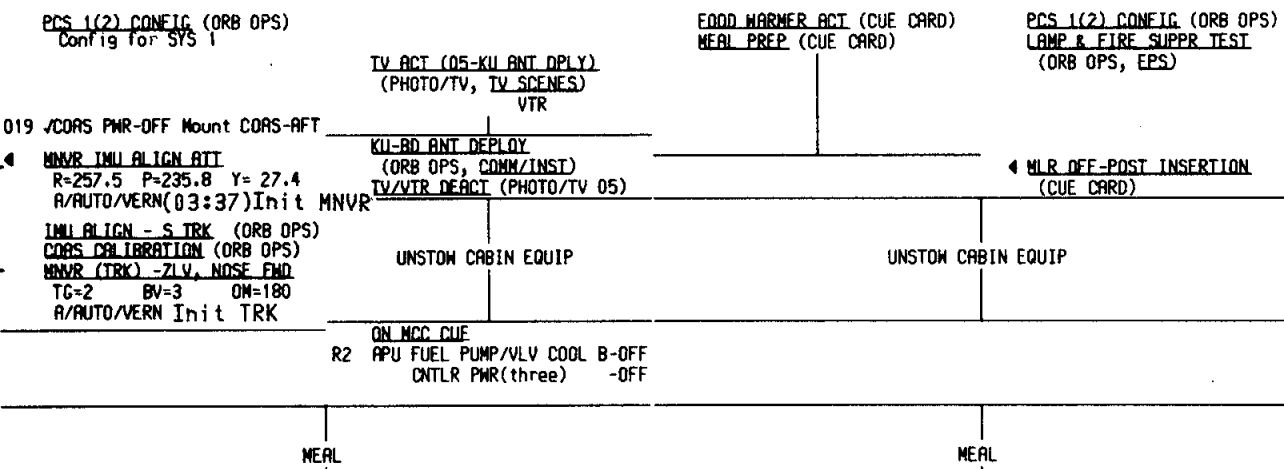 PCS 1(2) CONFIG (ORB OPS)
Config for SYS 1
019 √COAS PWR-OFF Mount COAS-AFT
MNVR IMU ALIGN ATT
R=257.5 P=235.8 Y= 27.4
A/AUTO/VERN(03:37)Init MNVR
IMU ALIGN - S TRK (ORB OPS)
COAS CALIBRATION (ORB OPS)
MNVR (TRK) -ZLV, NOSE FWD
TG=2 BV=3 OM=180
A/AUTO/VERN Init TRK
TV ACT (05-KU ANT DPLY)
(PHOTO/TV, TV SCENES)
VTR
KU-BD ANT DEPLOY
(ORB OPS, COMM/INST)
TV/VTR DEACT (PHOTO/TV 05)
UNSTOW CABIN EQUIP
ON MCC CUE
R2 APU FUEL PUMP/VLV COOL B-OFF
CNTLR PWR(three) -OFF
MEAL
FOOD WARMER ACT (CUE CARD)
MEAL PREP (CUE CARD)
PCS 1(2) CONFIG (ORB OPS)
LAMP & FIRE SUPPR TEST
(ORB OPS, EPS)
MLR OFF-POST INSERTION
(CUE CARD)
UNSTOW CABIN EQUIP
MEAL